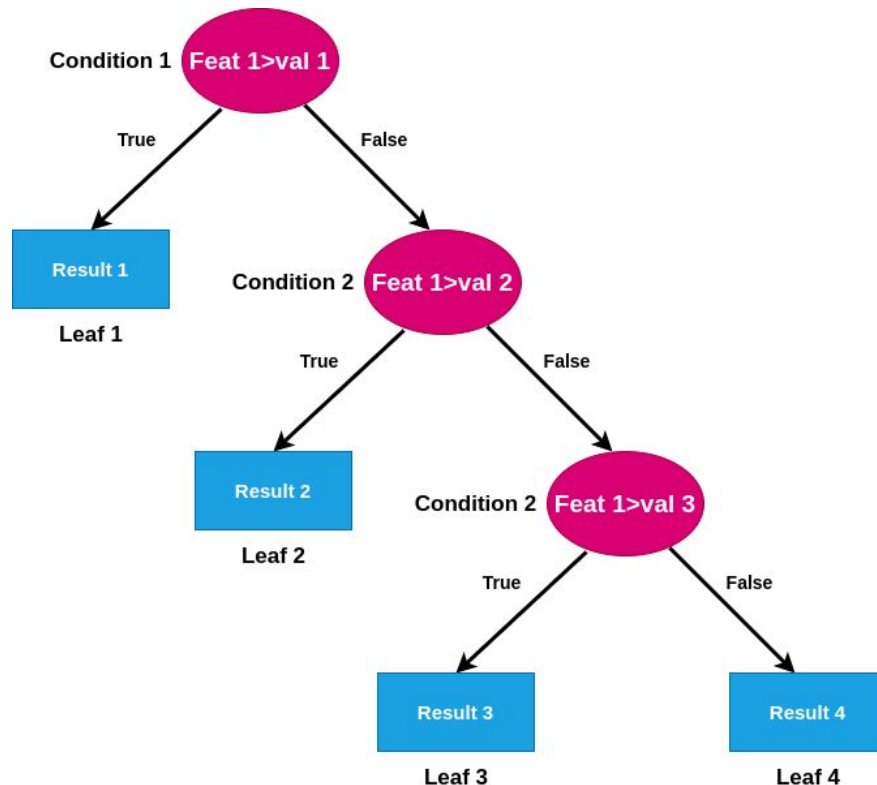 Condition 1
Feat 1>val 1
True
False
Result 1
Leaf 1
Condition 2
Feat 1>val 2
True
False
Result 2
Leaf 2
Condition 2
Feat 1>val 3
True
False
Result 3
Result 4
Leaf 3
Leaf 4